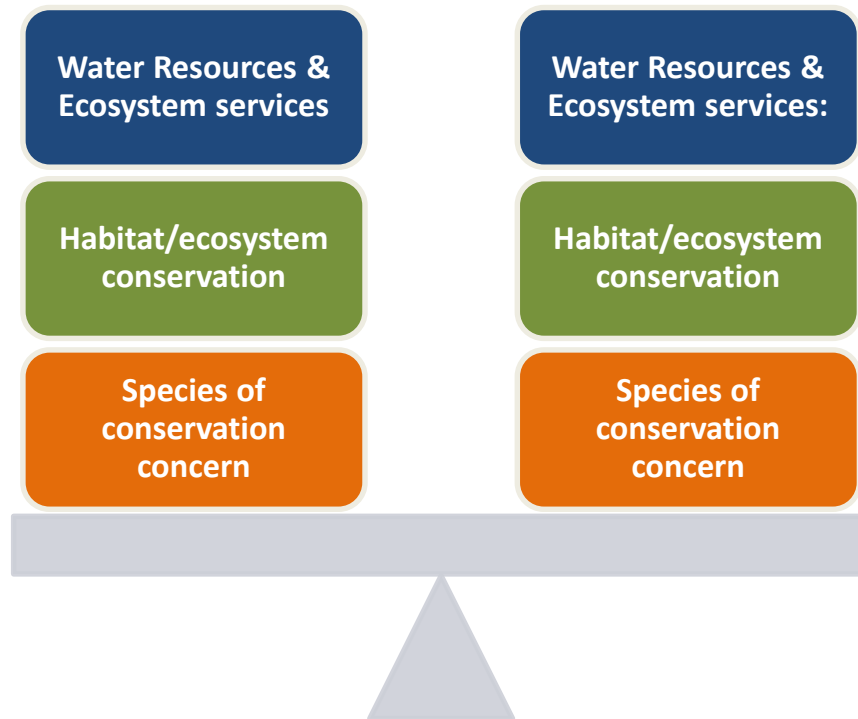 Water Resources &
Ecosystem services
Water Resources &
Ecosystem services:
Habitat/ecosystem
conservation
Habitat/ecosystem
conservation
Species of
conservation
concern
Species of
conservation
concern